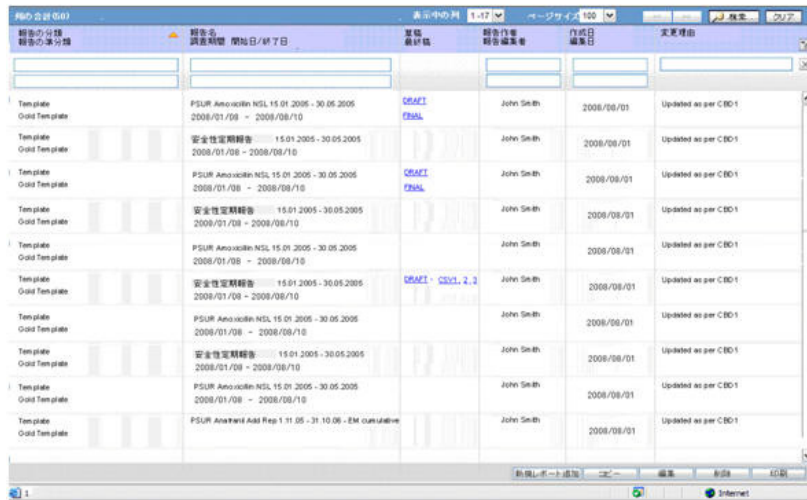 列の合計(60) 表示中の列 1-17 ページサイズ 100 検索 クリア
報告の分類 報告名 草稿 報告作者 作成日 変更理由
報告の準分類 調査期間 開始日/終了日 最終稿 報告編集者 編集日
Template PSUR Amoxicillin NSL 15.01.2005 - 30.05.2005 DRAFT John Smith 2008/08/01 Updated as per CBD1
Gold Template 2008/01/08 - 2008/08/10 FINAL
Template 安全性定期報告 15.01.2005 - 30.05.2005 John Smith 2008/08/01 Updated as per CBD1
Gold Template 2008/01/08 - 2008/08/10
Template PSUR Amoxicillin NSL 15.01.2005 - 30.05.2005 DRAFT John Smith 2008/08/01 Updated as per CBD1
Gold Template 2008/01/08 - 2008/08/10 FINAL
Template 安全性定期報告 15.01.2005 - 30.05.2005 John Smith 2008/08/01 Updated as per CBD1
Gold Template 2008/01/08 - 2008/08/10
Template PSUR Amoxicillin NSL 15.01.2005 - 30.05.2005 John Smith 2008/08/01 Updated as per CBD1
Gold Template 2008/01/08 - 2008/08/10
Template 安全性定期報告 15.01.2005 - 30.05.2005 DRAFT - CSV1, 2, 3 John Smith 2008/08/01 Updated as per CBD1
Gold Template 2008/01/08 - 2008/08/10
Template PSUR Amoxicillin NSL 15.01.2005 - 30.05.2005 John Smith 2008/08/01 Updated as per CBD1
Gold Template 2008/01/08 - 2008/08/10
Template 安全性定期報告 15.01.2005 - 30.05.2005 John Smith 2008/08/01 Updated as per CBD1
Gold Template 2008/01/08 - 2008/08/10
Template PSUR Amoxicillin NSL 15.01.2005 - 30.05.2005 John Smith 2008/08/01 Updated as per CBD1
Gold Template 2008/01/08 - 2008/08/10
Template PSUR Anafranil Add Rep 1.11.05 - 31.10.06 - EM cumulative John Smith 2008/08/01 Updated as per CBD1
Gold Template
新規レポート追加 コピー 編集 削除 印刷
1 Internet